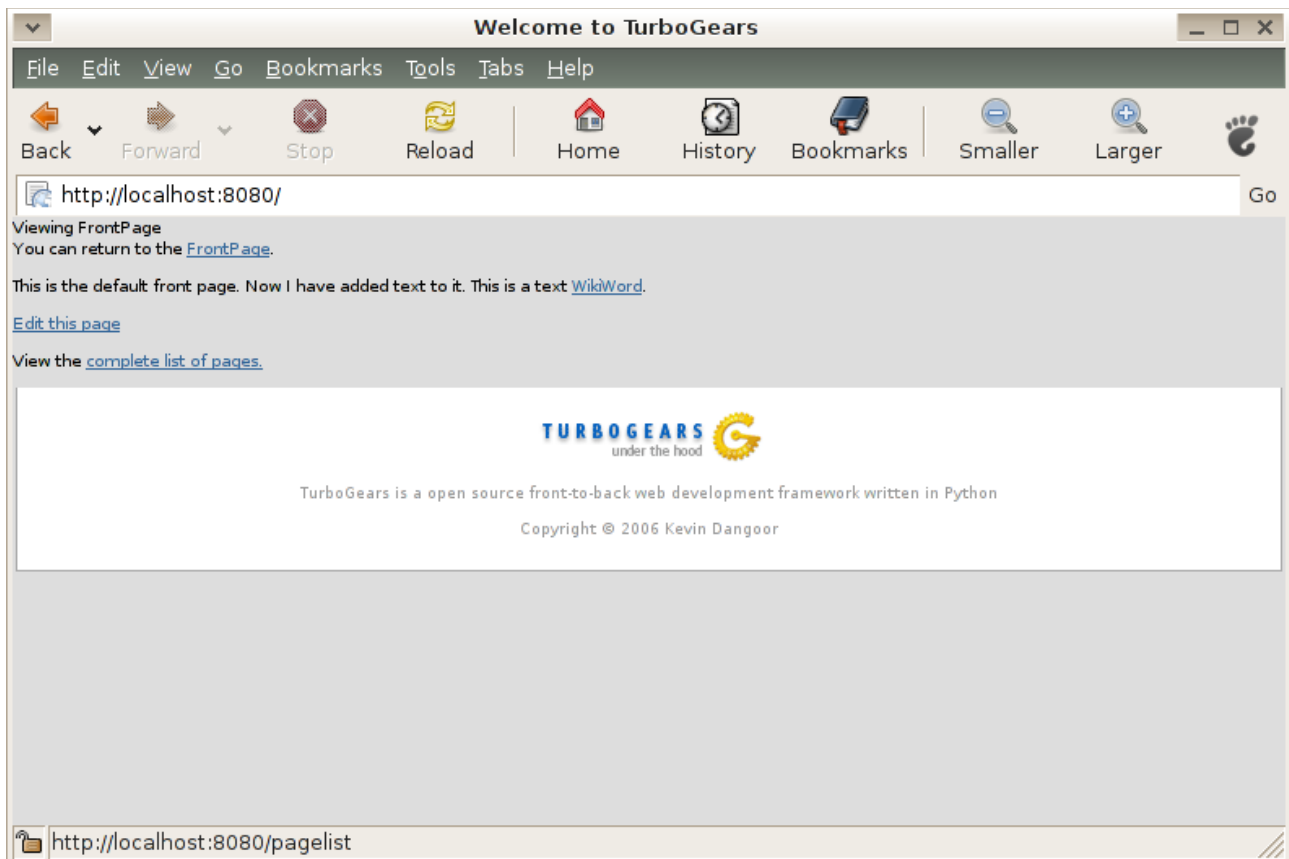 Welcome to TurboGears
File Edit View Go Bookmarks Tools Tabs Help
Back Forward Stop Reload Home History Bookmarks Smaller Larger
http://localhost:8080/ Go
Viewing FrontPage
You can return to the FrontPage.
This is the default front page. Now I have added text to it. This is a text WikiWord.
Edit this page
View the complete list of pages.
TURBOGEARS
under the hood
TurboGears is a open source front-to-back web development framework written in Python
Copyright © 2006 Kevin Dangoor
http://localhost:8080/pagelist